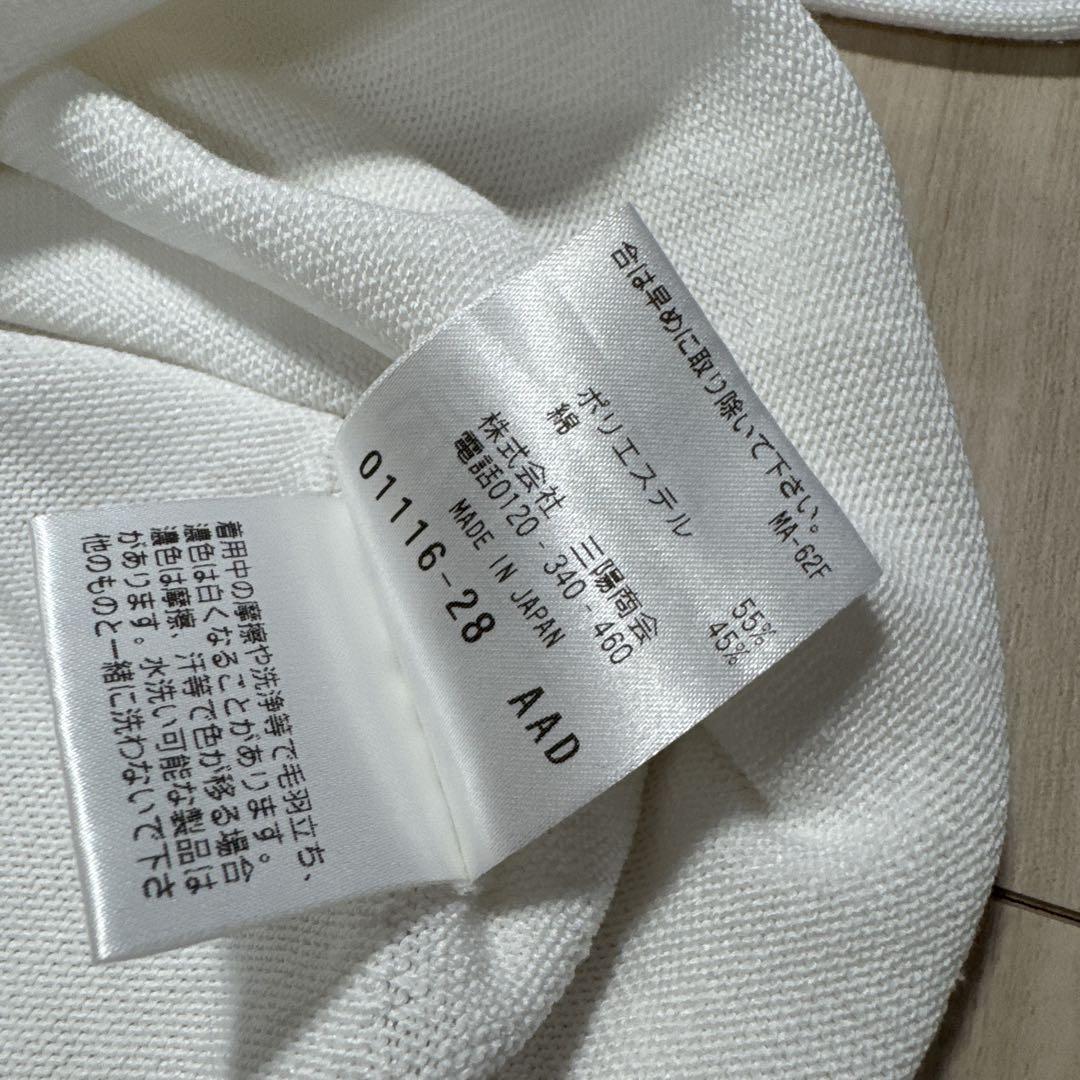 台は早めに取り除いて下さい。
MA-62F
ポリエステル 55%
綿 45%
株式会社 三陽商会
電話0120-340-460
MADE IN JAPAN
01116-28 AAD
着用中の摩擦や洗浄等で毛羽立ち、
濃色は白くなることがあります。
濃色は摩擦、汗等で色が移る場合
があります。水洗い可能な製品は
他のものと一緒に洗わないで下さ